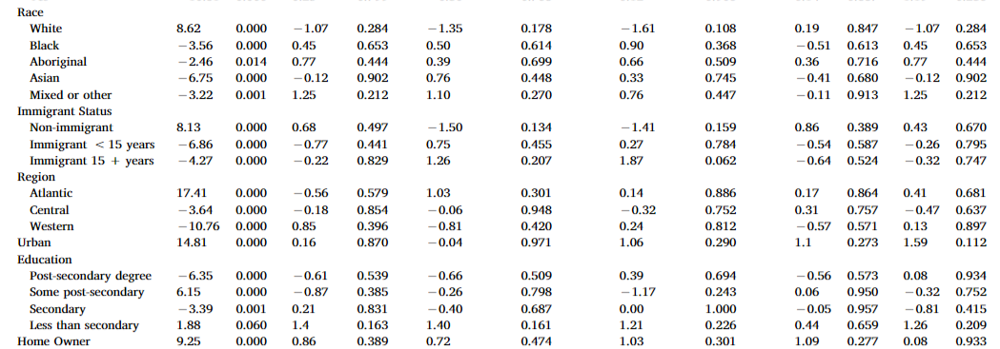 Race
White 8.62 0.000 −1.07 0.284 −1.35 0.178 −1.61 0.108 0.19 0.847 −1.07 0.284
Black −3.56 0.000 0.45 0.653 0.50 0.614 0.90 0.368 −0.51 0.613 0.45 0.653
Aboriginal −2.46 0.014 0.77 0.444 0.39 0.699 0.66 0.509 0.36 0.716 0.77 0.444
Asian −6.75 0.000 −0.12 0.902 0.76 0.448 0.33 0.745 −0.41 0.680 −0.12 0.902
Mixed or other −3.22 0.001 1.25 0.212 1.10 0.270 0.76 0.447 −0.11 0.913 1.25 0.212
Immigrant Status
Non-immigrant 8.13 0.000 0.68 0.497 −1.50 0.134 −1.41 0.159 0.86 0.389 0.43 0.670
Immigrant < 15 years −6.86 0.000 −0.77 0.441 0.75 0.455 0.27 0.784 −0.54 0.587 −0.26 0.795
Immigrant 15 + years −4.27 0.000 −0.22 0.829 1.26 0.207 1.87 0.062 −0.64 0.524 −0.32 0.747
Region
Atlantic 17.41 0.000 −0.56 0.579 1.03 0.301 0.14 0.886 0.17 0.864 0.41 0.681
Central −3.64 0.000 −0.18 0.854 −0.06 0.948 −0.32 0.752 0.31 0.757 −0.47 0.637
Western −10.76 0.000 0.85 0.396 −0.81 0.420 0.24 0.812 −0.57 0.571 0.13 0.897
Urban 14.81 0.000 0.16 0.870 −0.04 0.971 1.06 0.290 1.1 0.273 1.59 0.112
Education
Post-secondary degree −6.35 0.000 −0.61 0.539 −0.66 0.509 0.39 0.694 −0.56 0.573 0.08 0.934
Some post-secondary 6.15 0.000 −0.87 0.385 −0.26 0.798 −1.17 0.243 0.06 0.950 −0.32 0.752
Secondary −3.39 0.001 0.21 0.831 −0.40 0.687 0.00 1.000 −0.05 0.957 −0.81 0.415
Less than secondary 1.88 0.060 1.4 0.163 1.40 0.161 1.21 0.226 0.44 0.659 1.26 0.209
Home Owner 9.25 0.000 0.86 0.389 0.72 0.474 1.03 0.301 1.09 0.277 0.08 0.933